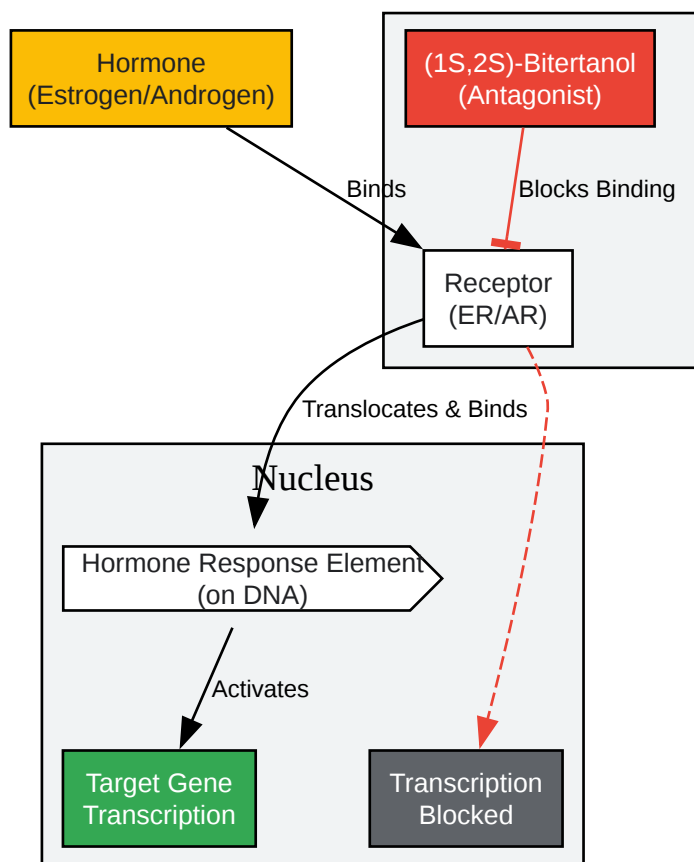 Hormone
(Estrogen/Androgen)
(1S,2S)-Bitertanol
(Antagonist)
Binds
Blocks Binding
Receptor
(ER/AR)
Translocates & Binds
Nucleus
Hormone Response Element
(on DNA)
Activates
Target Gene
Transcription
Transcription
Blocked